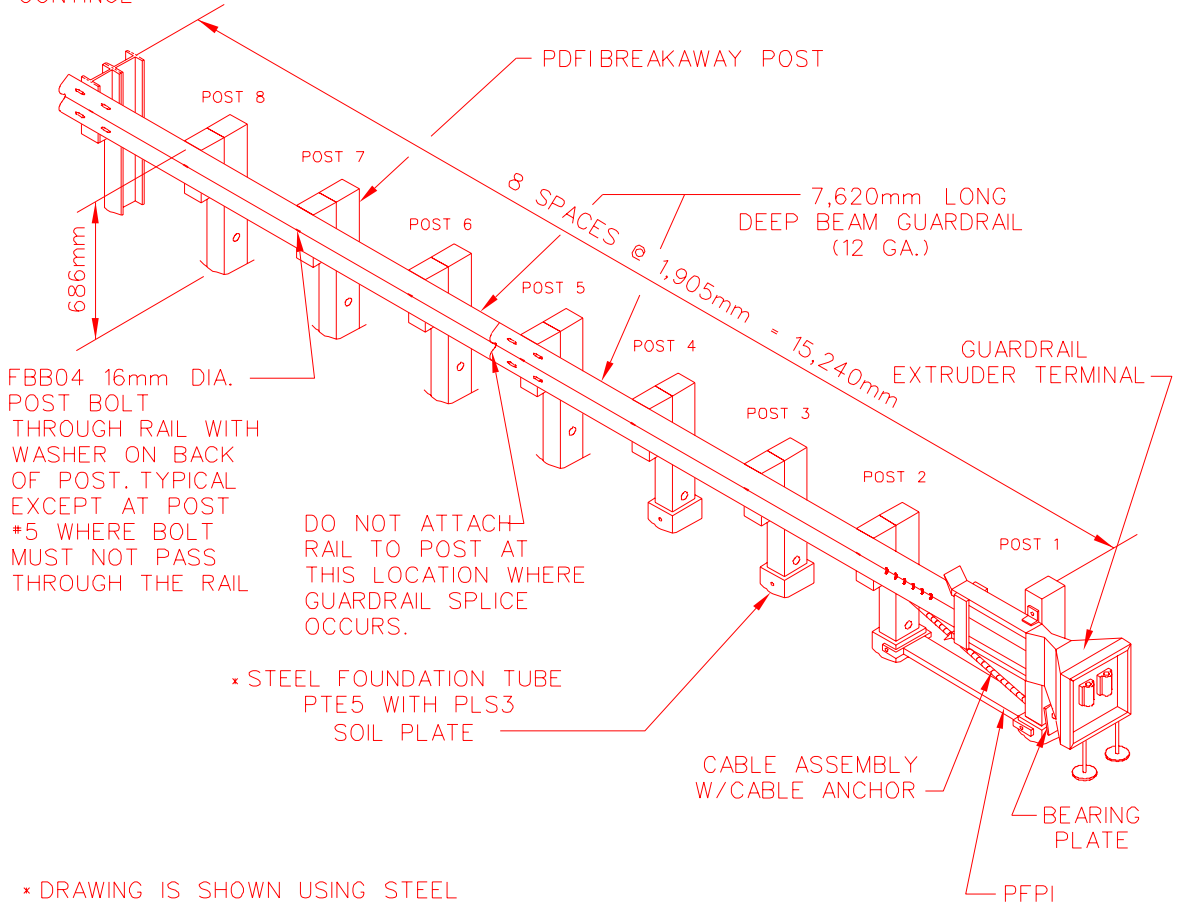 CONTINUE
PDFI BREAKAWAY POST
POST 8
POST 7
8 SPACES @ 1,905mm = 15,240mm
7,620mm LONG
DEEP BEAM GUARDRAIL
(12 GA.)
POST 6
686mm
POST 5
POST 4
GUARDRAIL
EXTRUDER TERMINAL
FBB04 16mm DIA.
POST BOLT
THROUGH RAIL WITH
WASHER ON BACK
OF POST. TYPICAL
EXCEPT AT POST
#5 WHERE BOLT
MUST NOT PASS
THROUGH THE RAIL
POST 3
POST 2
POST 1
DO NOT ATTACH
RAIL TO POST AT
THIS LOCATION WHERE
GUARDRAIL SPLICE
OCCURS.
* STEEL FOUNDATION TUBE
PTE5 WITH PLS3
SOIL PLATE
CABLE ASSEMBLY
W/CABLE ANCHOR
BEARING
PLATE
PFPI
* DRAWING IS SHOWN USING STEEL